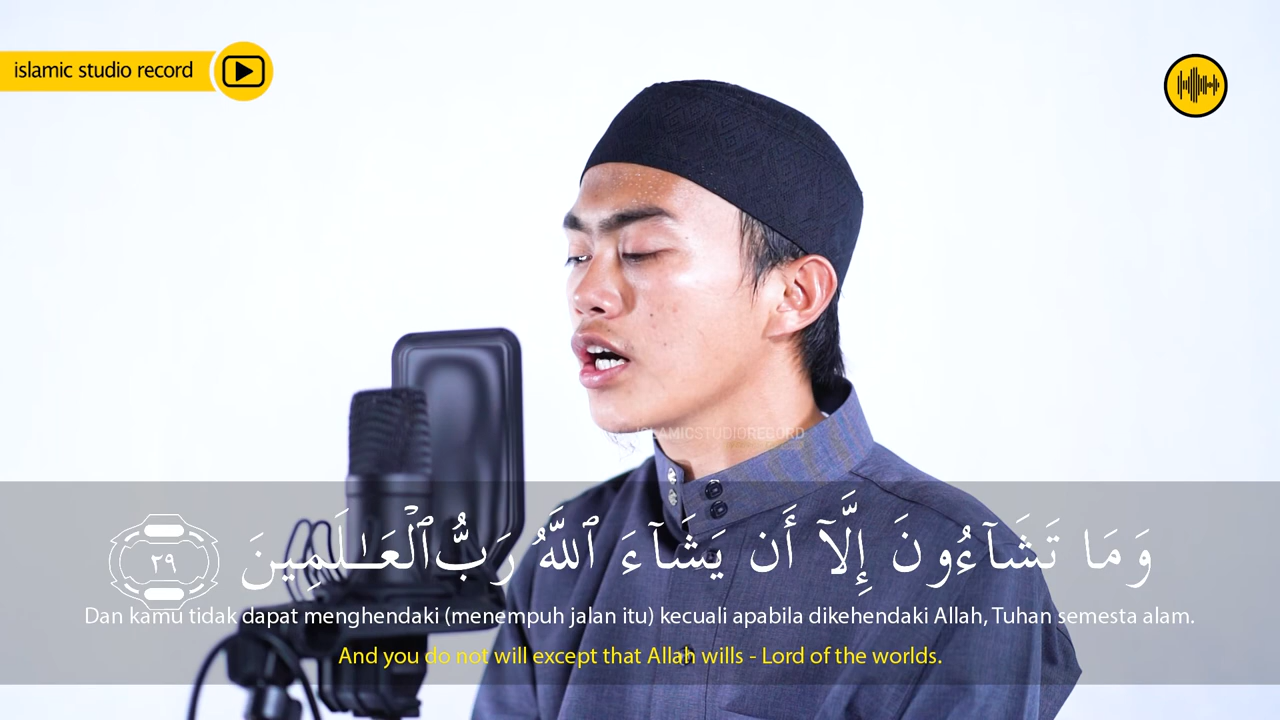 islamic studio record
ISLAMICSTUDIORECORD
وَمَا تَشَآءُونَ إِلَّآ أَن يَشَآءَ ٱللَّهُ رَبُّ ٱلْعَـٰلَمِينَ ٢٩
Dan kamu tidak dapat menghendaki (menempuh jalan itu) kecuali apabila dikehendaki Allah, Tuhan semesta alam.
And you do not will except that Allah wills - Lord of the worlds.